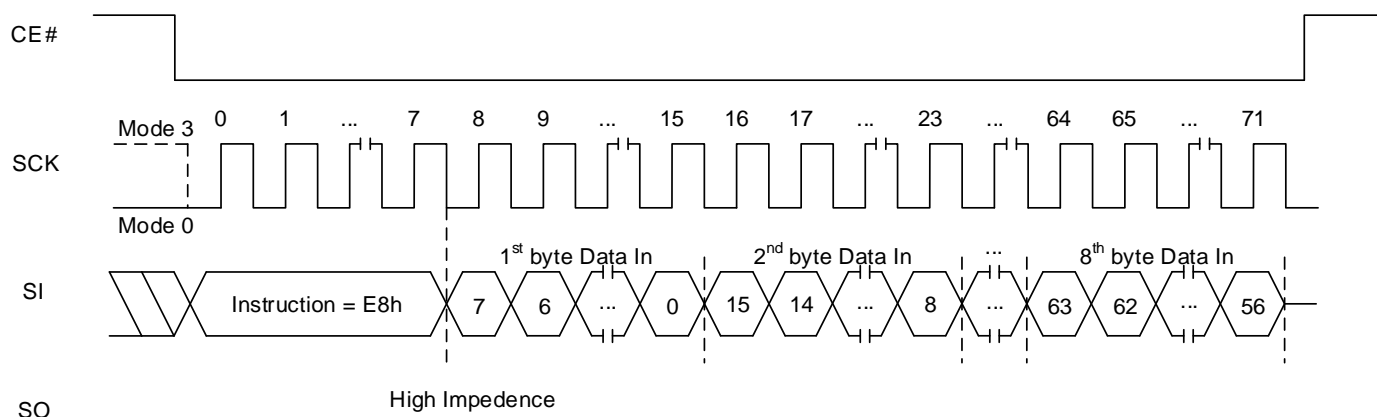 CE#
0 1 ... 7 8 9 ... 15 16 17 ... 23 ... 64 65 ... 71
Mode 3
SCK
Mode 0
1st byte Data In 2nd byte Data In ... 8th byte Data In
SI
Instruction = E8h 7 6 ... 0 15 14 ... 8 ... 63 62 ... 56
High Impedence
SO